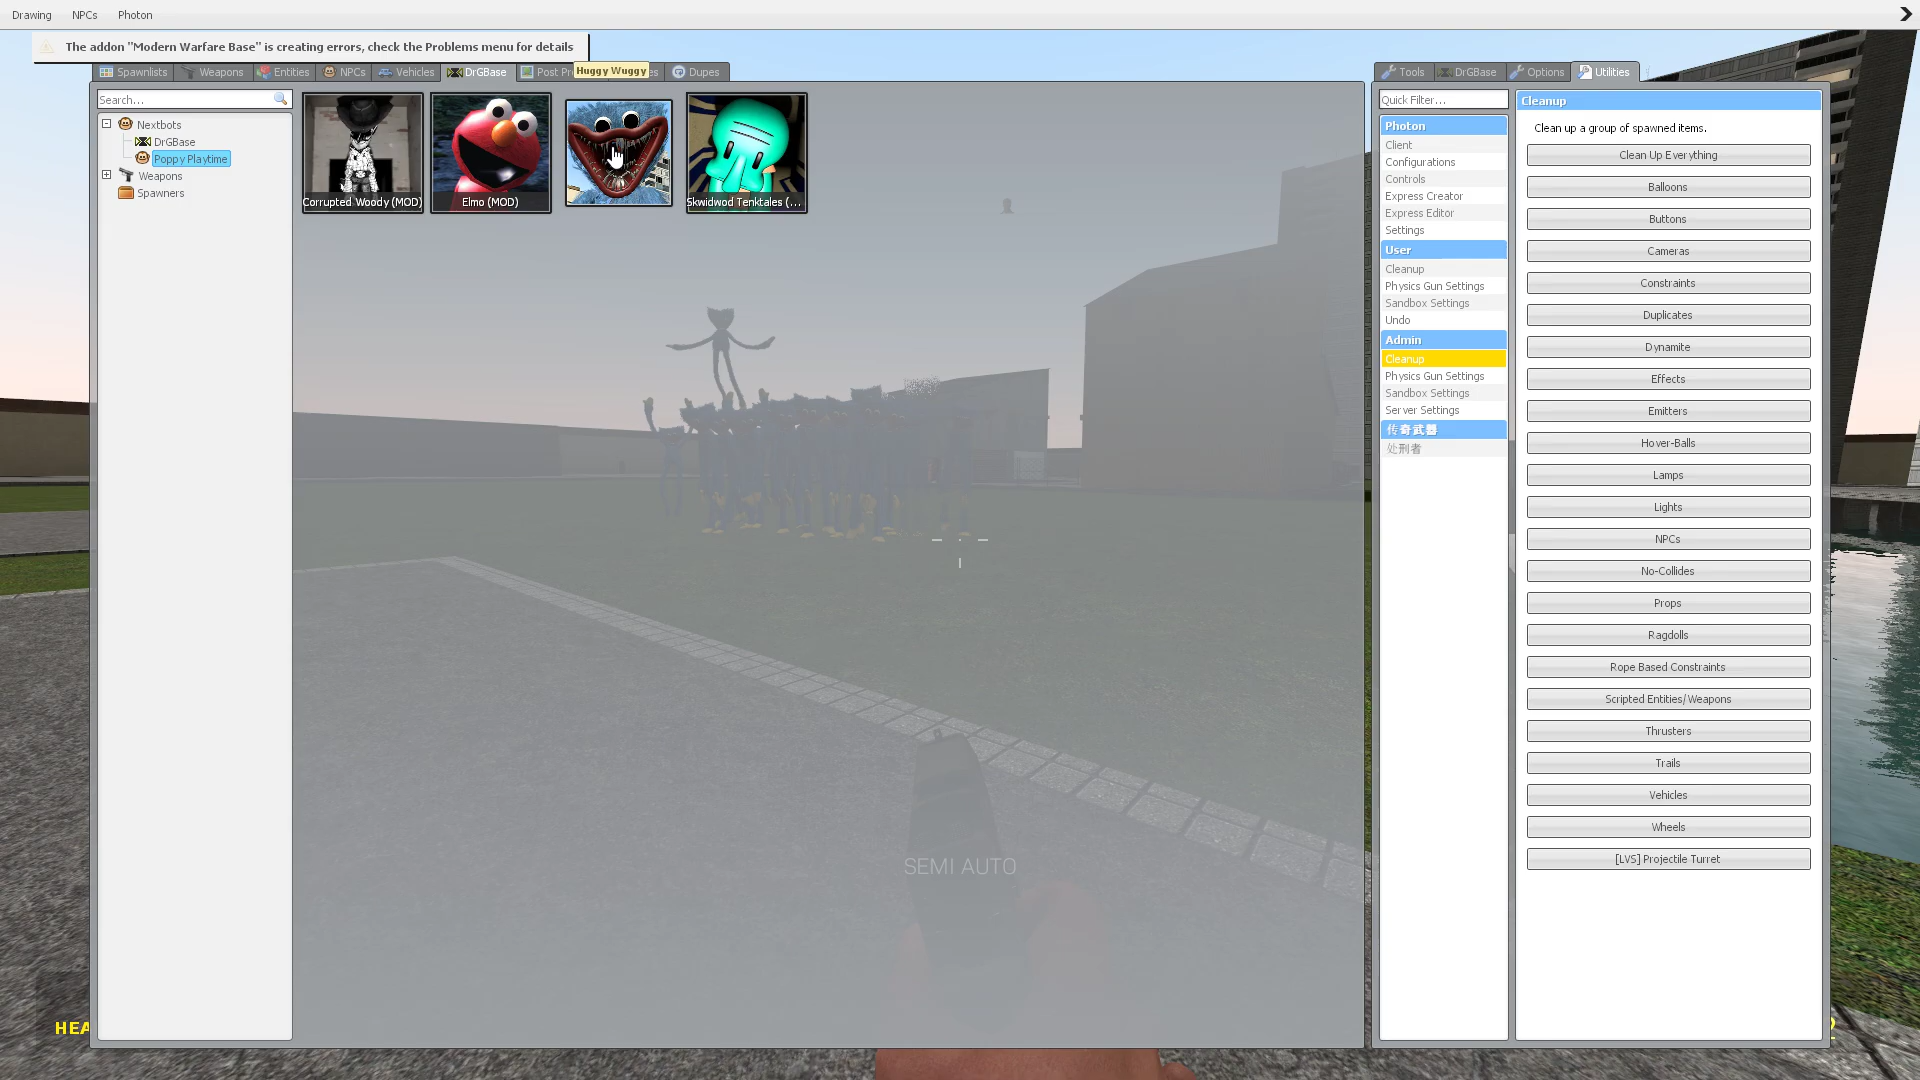 Drawing NPCs Photon
The addon "Modern Warfare Base" is creating errors, check the Problems menu for details
Spawnlists Weapons Entities NPCs Vehicles DrGBase Post Pr Dupes
Huggy Wuggy
Tools DrGBase Options Utilities
Search...
Nextbots
DrGBase
Poppy Playtime
Weapons
Spawners
Corrupted Woody (MOD)
Elmo (MOD)
Skwidwod Tenktales (...
SEMI AUTO
HEA
Quick Filter...
Photon
Client
Configurations
Controls
Express Creator
Express Editor
Settings
User
Cleanup
Physics Gun Settings
Sandbox Settings
Undo
Admin
Cleanup
Physics Gun Settings
Sandbox Settings
Server Settings
传奇武器
处刑者
Cleanup
Clean up a group of spawned items.
Clean Up Everything
Balloons
Buttons
Cameras
Constraints
Duplicates
Dynamite
Effects
Emitters
Hover-Balls
Lamps
Lights
NPCs
No-Collides
Props
Ragdolls
Rope Based Constraints
Scripted Entities/Weapons
Thrusters
Trails
Vehicles
Wheels
[LVS] Projectile Turret